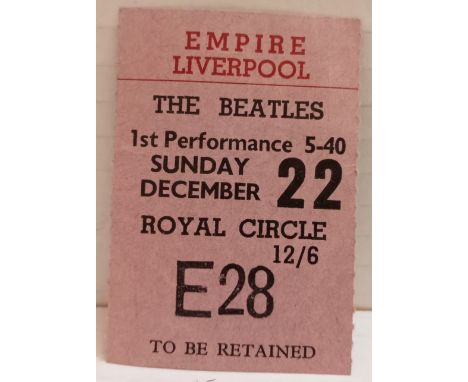 EMPIRE
LIVERPOOL
THE BEATLES
1st Performance 5-40
SUNDAY
DECEMBER 22
ROYAL CIRCLE
12/6
E28
TO BE RETAINED